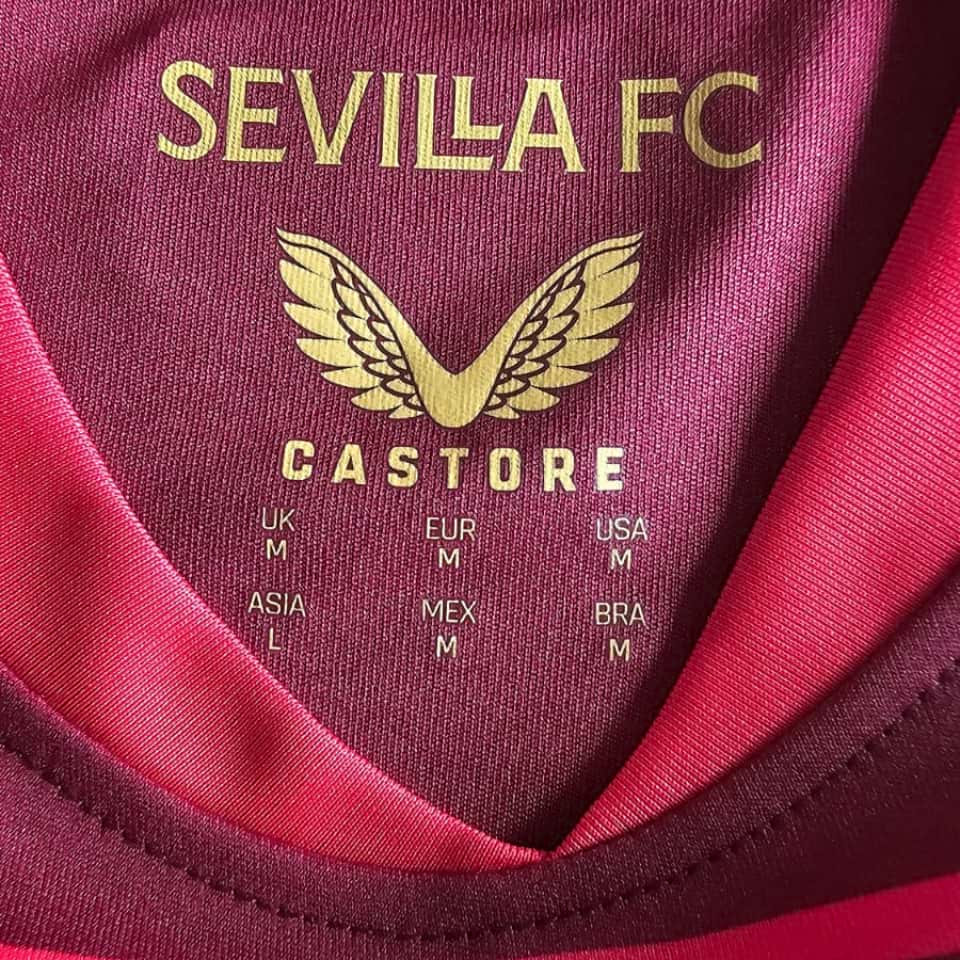 SEVILLA FC
CASTORE
UK EUR USA
M M M
ASIA MEX BRA
L M M